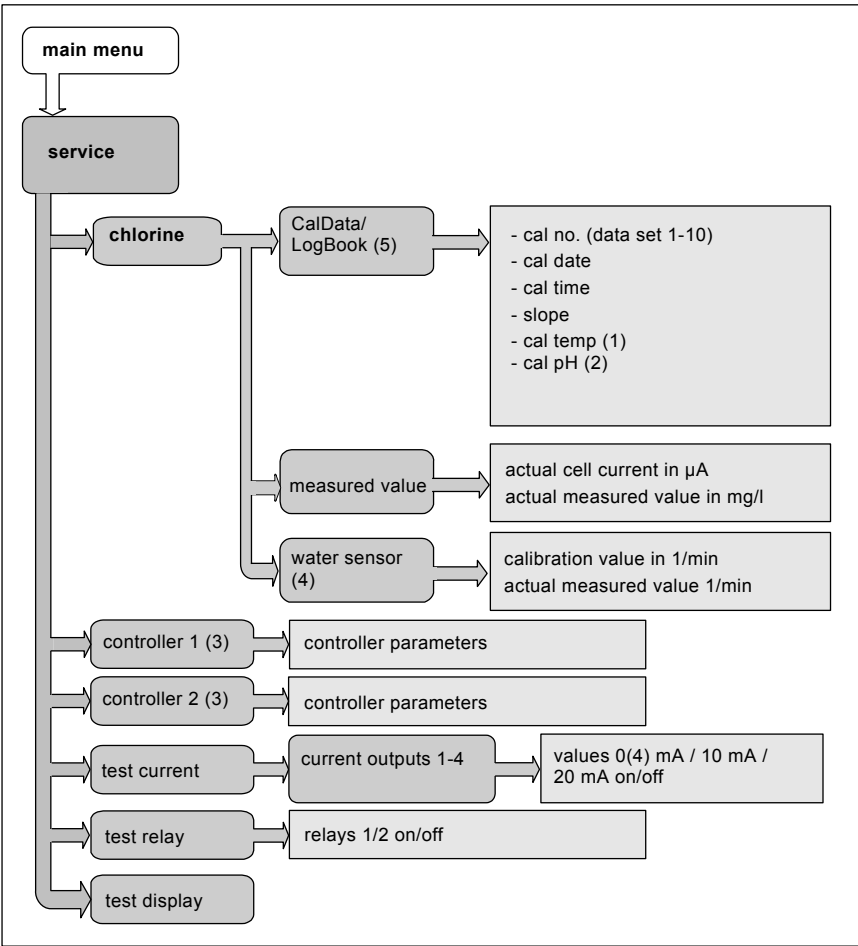 main menu
service
chlorine
CalData/
LogBook (5)
- cal no. (data set 1-10)
- cal date
- cal time
- slope
- cal temp (1)
- cal pH (2)
measured value
actual cell current in µA
actual measured value in mg/l
water sensor
(4)
calibration value in 1/min
actual measured value 1/min
controller 1 (3)
controller parameters
controller 2 (3)
controller parameters
test current
current outputs 1-4
values 0(4) mA / 10 mA /
20 mA on/off
test relay
relays 1/2 on/off
test display